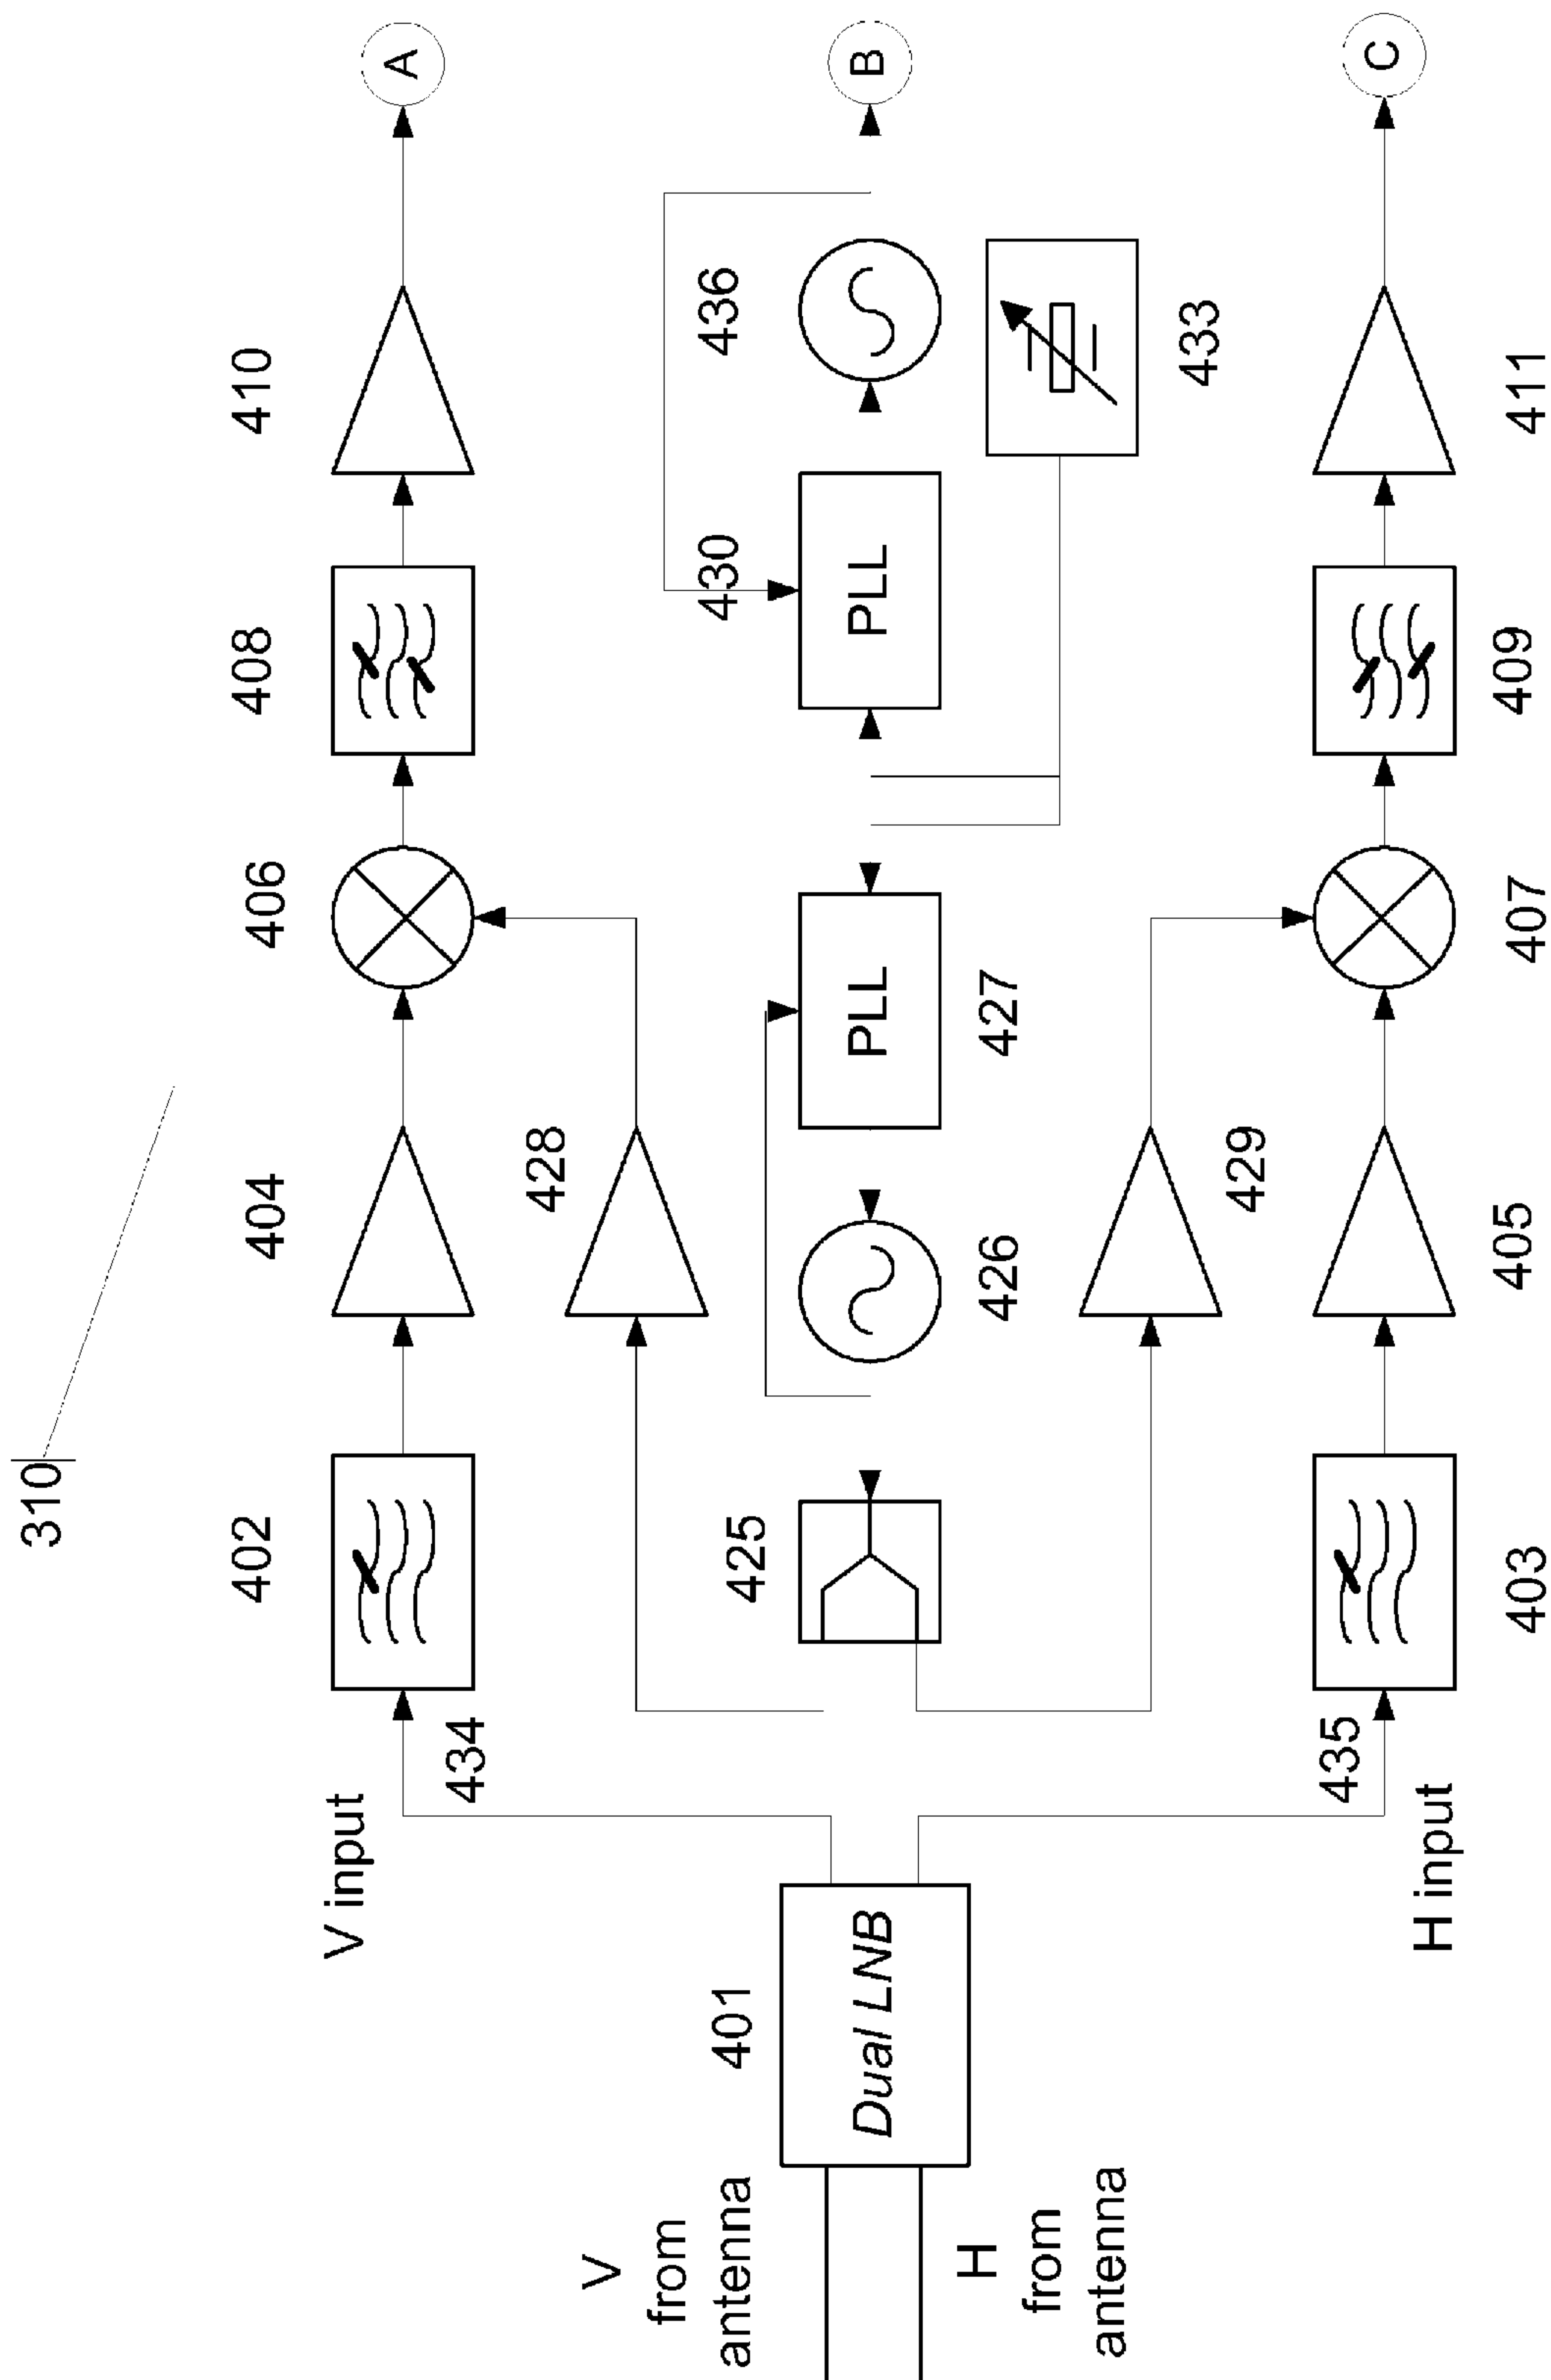 310
V input
434
402
404
406
408
410
A
428
V
from
antenna
401
Dual LNB
425
426
PLL
427
430
PLL
436
433
B
H
from
antenna
429
H input
435
403
405
407
409
411
C